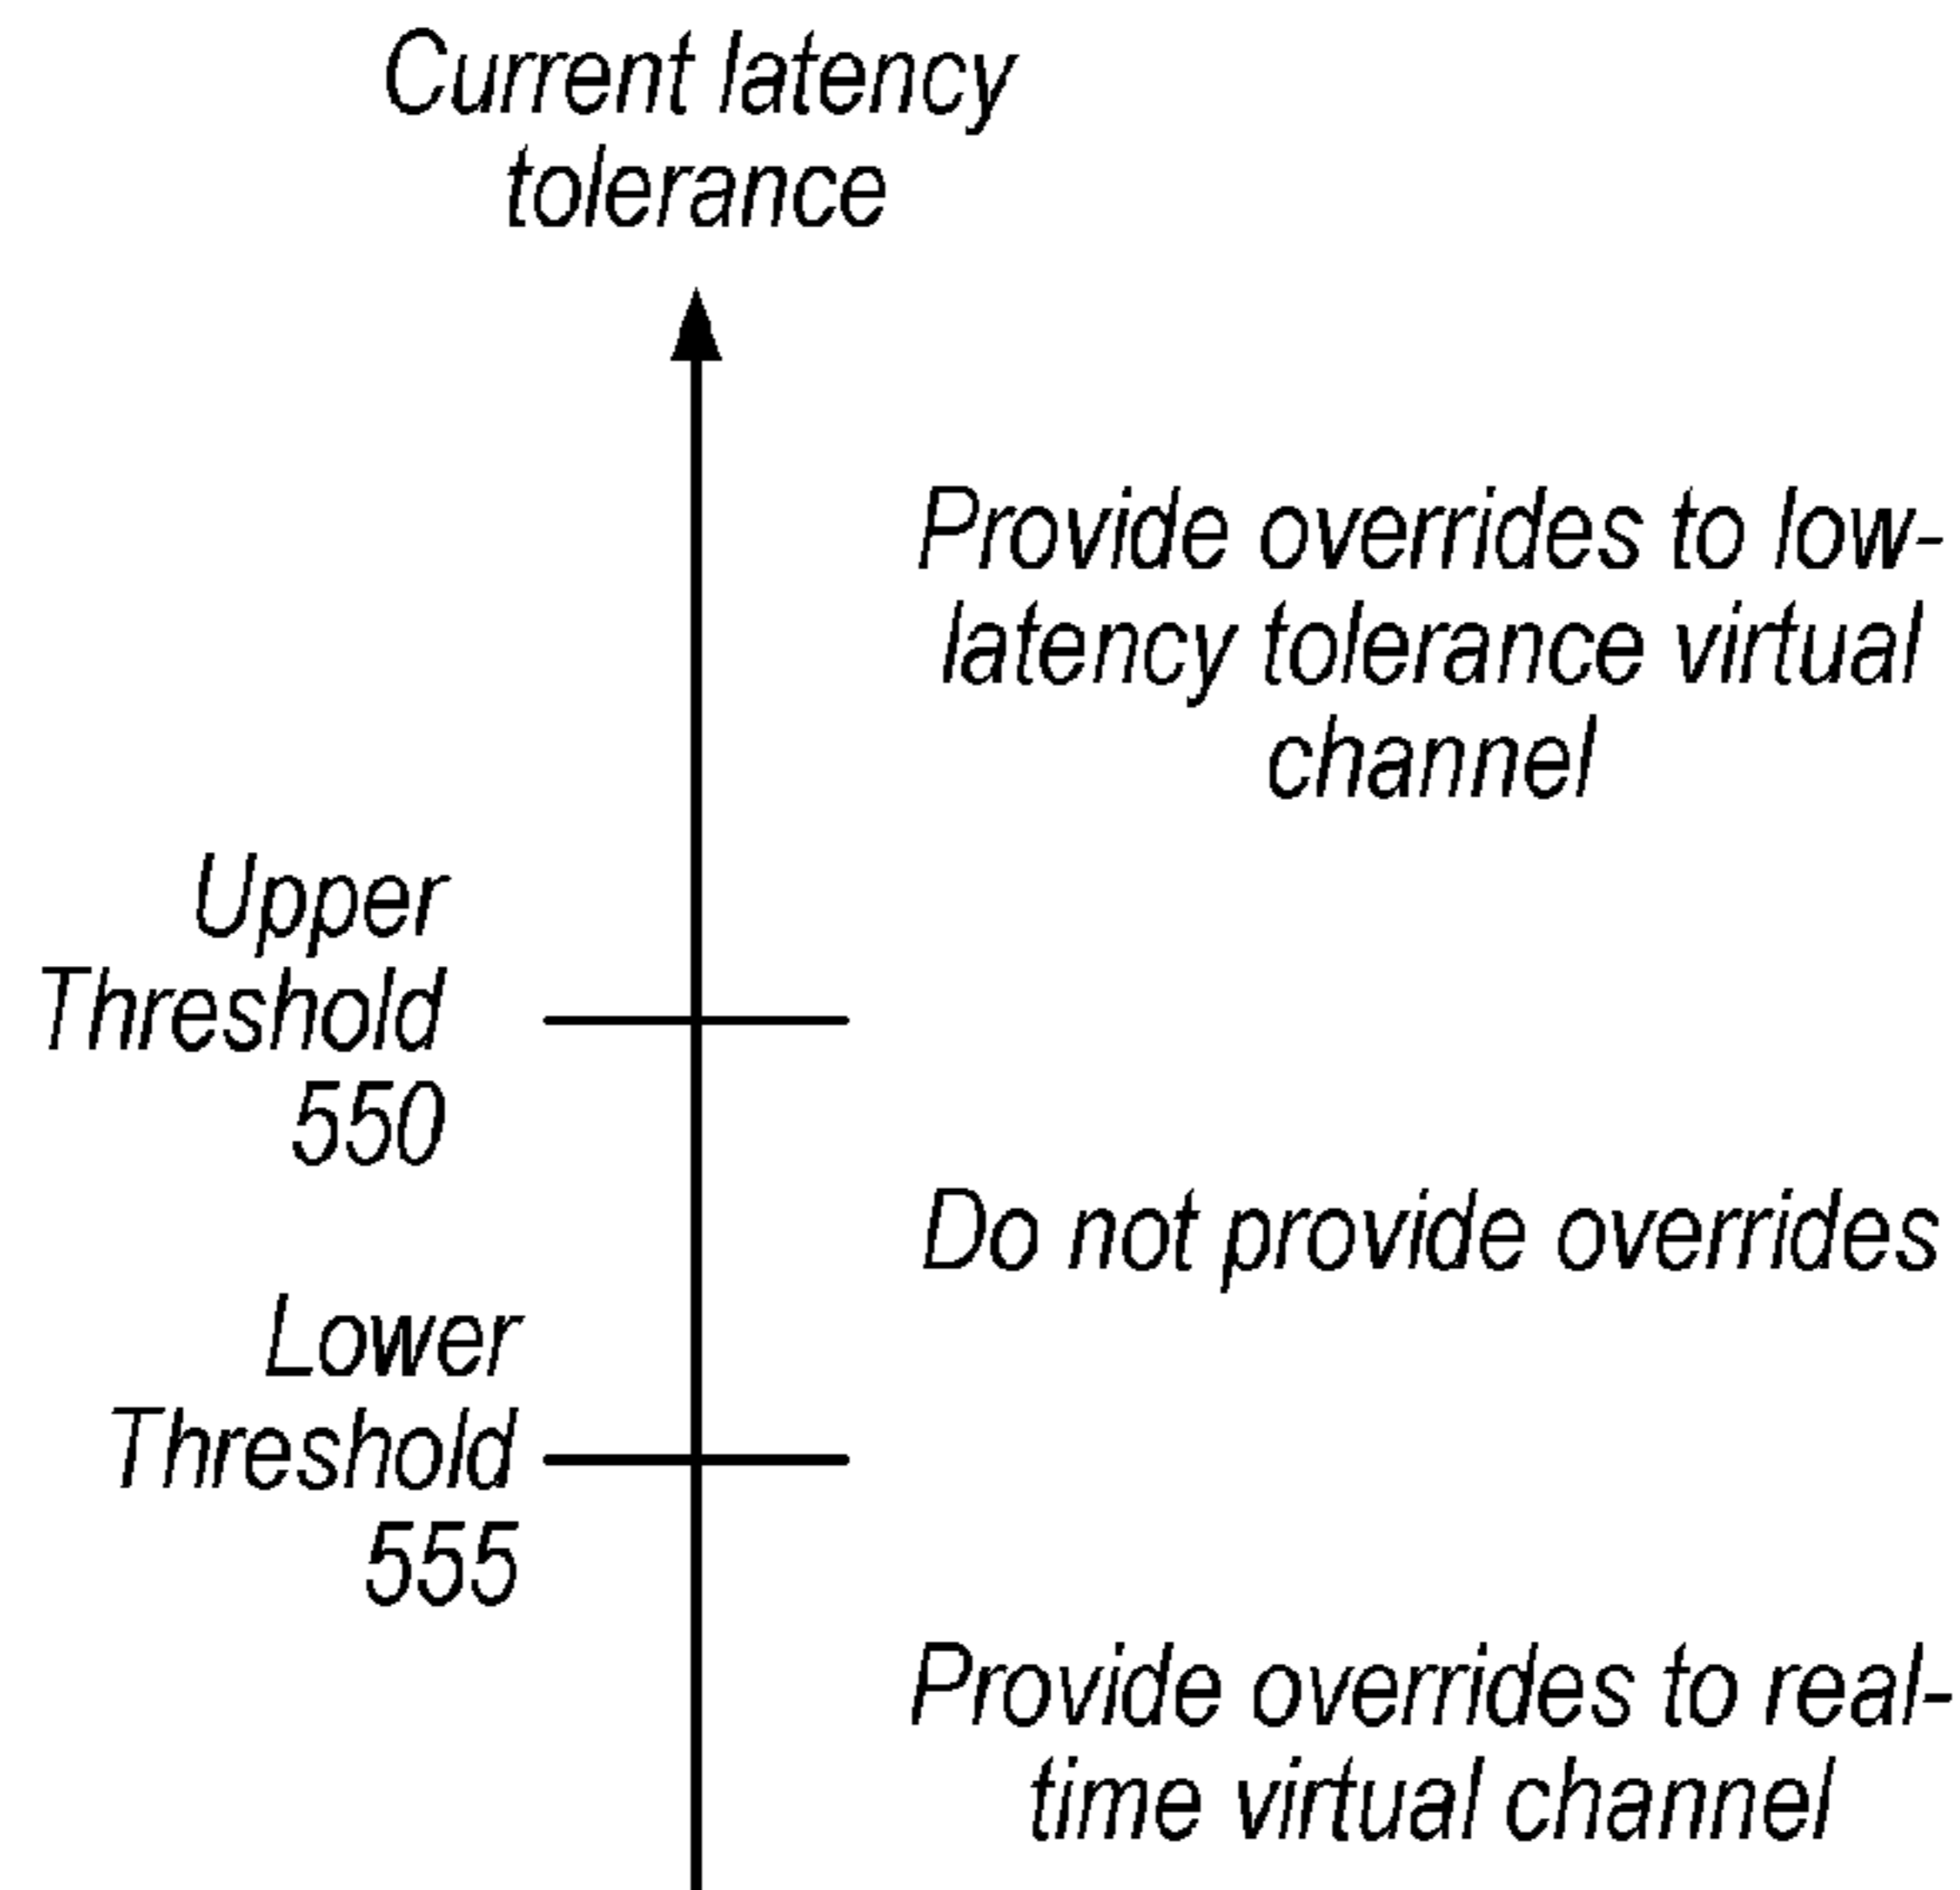 Current latency
tolerance
Provide overrides to low-
latency tolerance virtual
channel
Upper
Threshold
550
Do not provide overrides
Lower
Threshold
555
Provide overrides to real-
time virtual channel